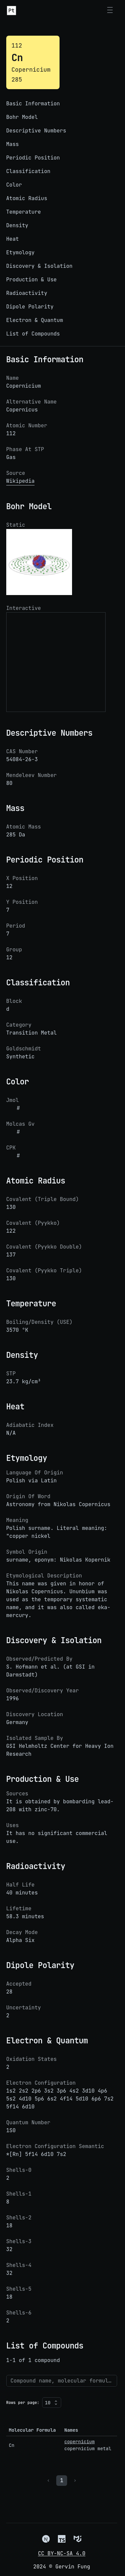 Pt
112
Cn
Copernicium
285
Basic Information
Bohr Model
Descriptive Numbers
Mass
Periodic Position
Classification
Color
Atomic Radius
Temperature
Density
Heat
Etymology
Discovery & Isolation
Production & Use
Radioactivity
Dipole Polarity
Electron & Quantum
List of Compounds
Basic Information
Name
Copernicium
Alternative Name
Copernicus
Atomic Number
112
Phase At STP
Gas
Source
Wikipedia
Bohr Model
Static
Interactive
Descriptive Numbers
CAS Number
54084-26-3
Mendeleev Number
80
Mass
Atomic Mass
285 Da
Periodic Position
X Position
12
Y Position
7
Period
7
Group
12
Classification
Block
d
Category
Transition Metal
Goldschmidt
Synthetic
Color
Jmol
#
Molcas Gv
#
CPK
#
Atomic Radius
Covalent (Triple Bound)
130
Covalent (Pyykko)
122
Covalent (Pyykko Double)
137
Covalent (Pyykko Triple)
130
Temperature
Boiling/Density (USE)
3570 °K
Density
STP
23.7 kg/cm³
Heat
Adiabatic Index
N/A
Etymology
Language Of Origin
Polish via Latin
Origin Of Word
Astronomy from Nikolas Copernicus
Meaning
Polish surname. Literal meaning:
"copper nickel
Symbol Origin
surname, eponym: Nikolas Kopernik
Etymological Description
This name was given in honor of
Nikolas Copernicus. Ununbium was
used as the temporary systematic
name, and it was also called eka-
mercury.
Discovery & Isolation
Observed/Predicted By
S. Hofmann et al. (at GSI in
Darmstadt)
Observed/Discovery Year
1996
Discovery Location
Germany
Isolated Sample By
GSI Helmholtz Center for Heavy Ion
Research
Production & Use
Sources
It is obtained by bombarding lead-
208 with zinc-70.
Uses
It has no significant commercial
use.
Radioactivity
Half Life
40 minutes
Lifetime
58.3 minutes
Decay Mode
Alpha Six
Dipole Polarity
Accepted
28
Uncertainty
2
Electron & Quantum
Oxidation States
2
Electron Configuration
1s2 2s2 2p6 3s2 3p6 4s2 3d10 4p6
5s2 4d10 5p6 6s2 4f14 5d10 6p6 7s2
5f14 6d10
Quantum Number
1S0
Electron Configuration Semantic
*[Rn] 5f14 6d10 7s2
Shells-0
2
Shells-1
8
Shells-2
18
Shells-3
32
Shells-4
32
Shells-5
18
Shells-6
2
List of Compounds
1-1 of 1 compound
Compound name, molecular formul…
Rows per page: 10
Molecular Formula Names
Cn copernicium
copernicium metal
1
CC BY-NC-SA 4.0
2024 © Gervin Fung